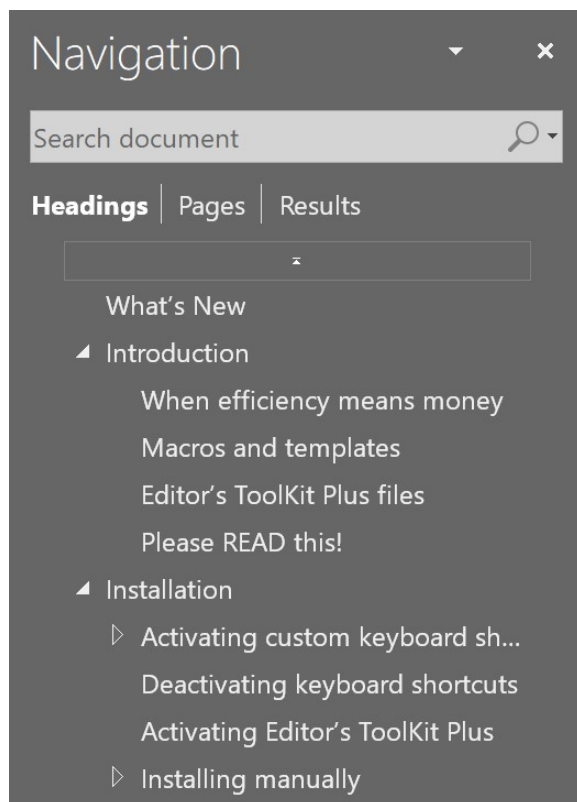 Navigation
Search document
Headings Pages Results
What's New
Introduction
When efficiency means money
Macros and templates
Editor's ToolKit Plus files
Please READ this!
Installation
Activating custom keyboard sh...
Deactivating keyboard shortcuts
Activating Editor's ToolKit Plus
Installing manually